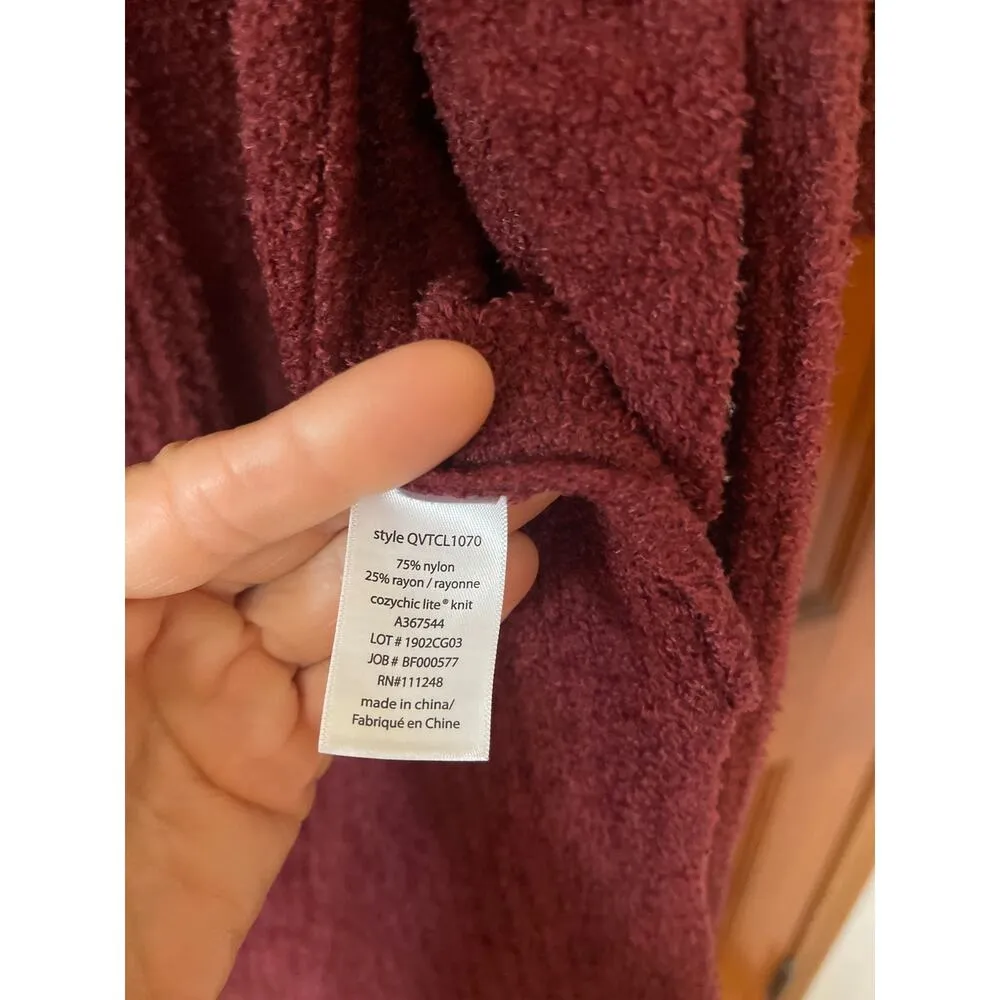 style QVTCL1070
75% nylon
25% rayon / rayonne
cozychic lite® knit
A367544
LOT # 1902CG03
JOB # BF000577
RN#111248
made in china/
Fabriqué en Chine